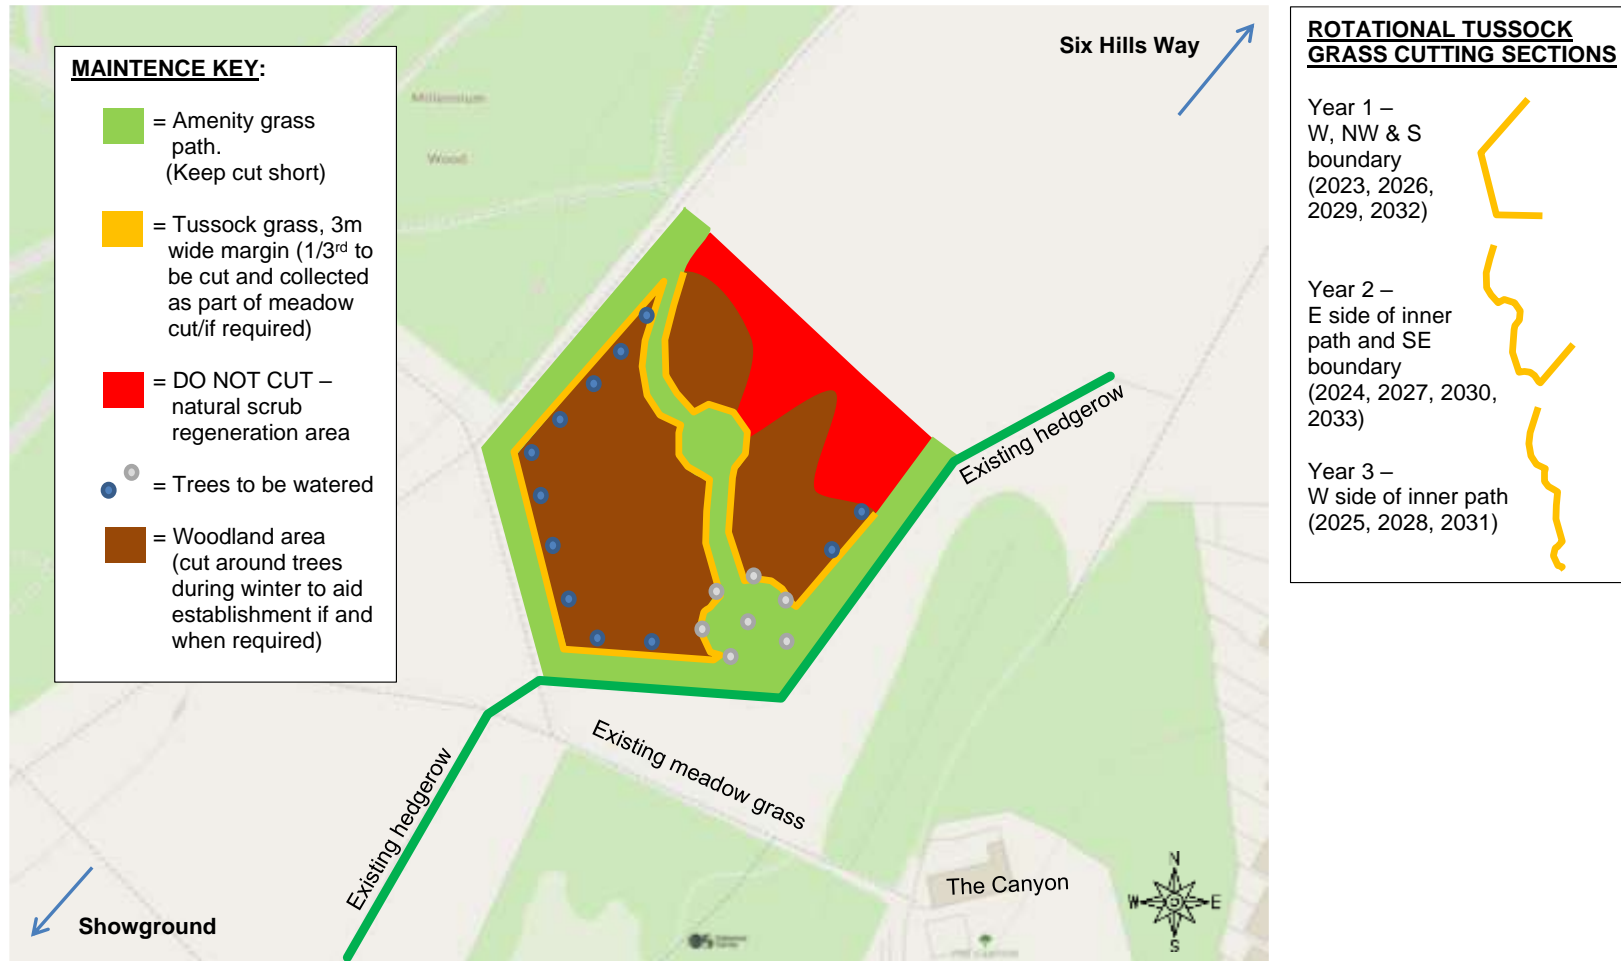 MAINTENCE KEY:
= Amenity grass
path.
(Keep cut short)
= Tussock grass, 3m
wide margin (1/3rd to
be cut and collected
as part of meadow
cut/if required)
= DO NOT CUT –
natural scrub
regeneration area
= Trees to be watered
= Woodland area
(cut around trees
during winter to aid
establishment if and
when required)
Millennium
Wood
Six Hills Way
Existing hedgerow
Existing hedgerow
Existing meadow grass
The Canyon
Showground
N
W E
S
ROTATIONAL TUSSOCK
GRASS CUTTING SECTIONS
Year 1 –
W, NW & S
boundary
(2023, 2026,
2029, 2032)
Year 2 –
E side of inner
path and SE
boundary
(2024, 2027, 2030,
2033)
Year 3 –
W side of inner path
(2025, 2028, 2031)